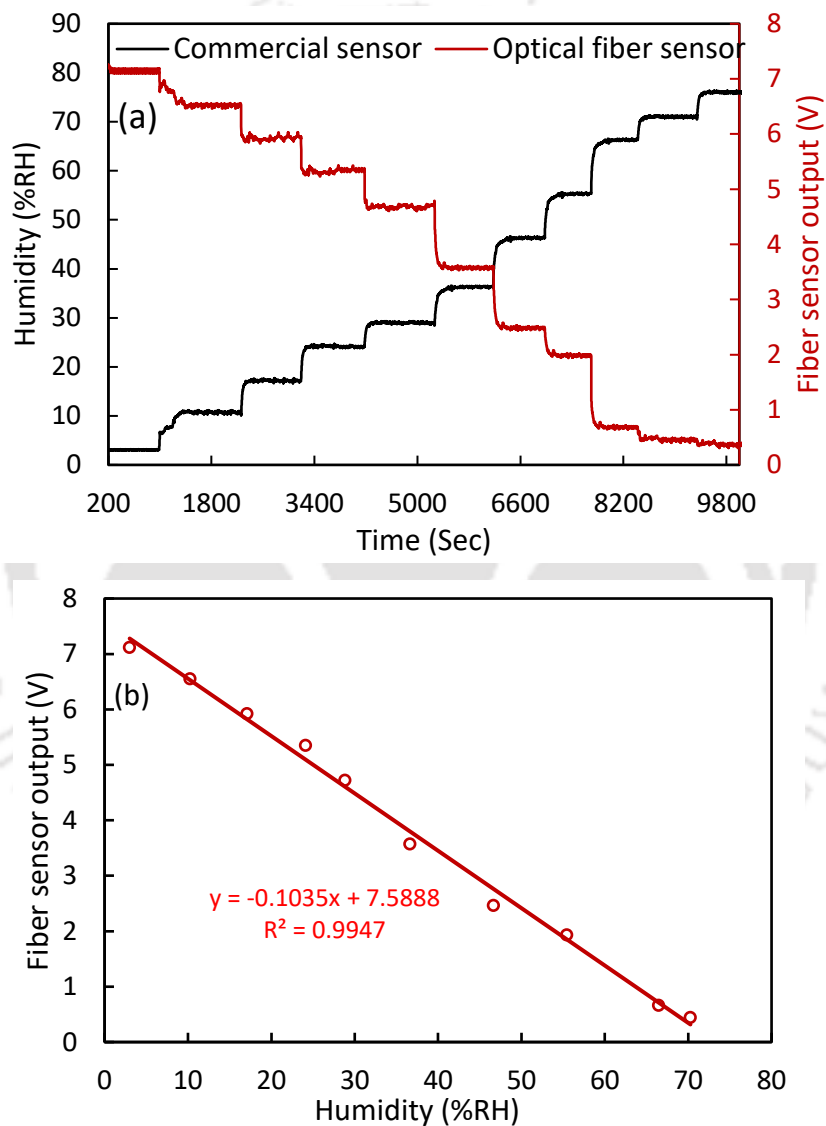 Commercial sensor Optical fiber sensor
(a)
90
80
70
60
50
40
30
20
10
0
Humidity (%RH)
8
7
6
5
4
3
2
1
0
Fiber sensor output (V)
200 1800 3400 5000 6600 8200 9800
Time (Sec)
(b)
8
7
6
5
4
3
2
1
0
Fiber sensor output (V)
y = -0.1035x + 7.5888
R² = 0.9947
0 10 20 30 40 50 60 70 80
Humidity (%RH)